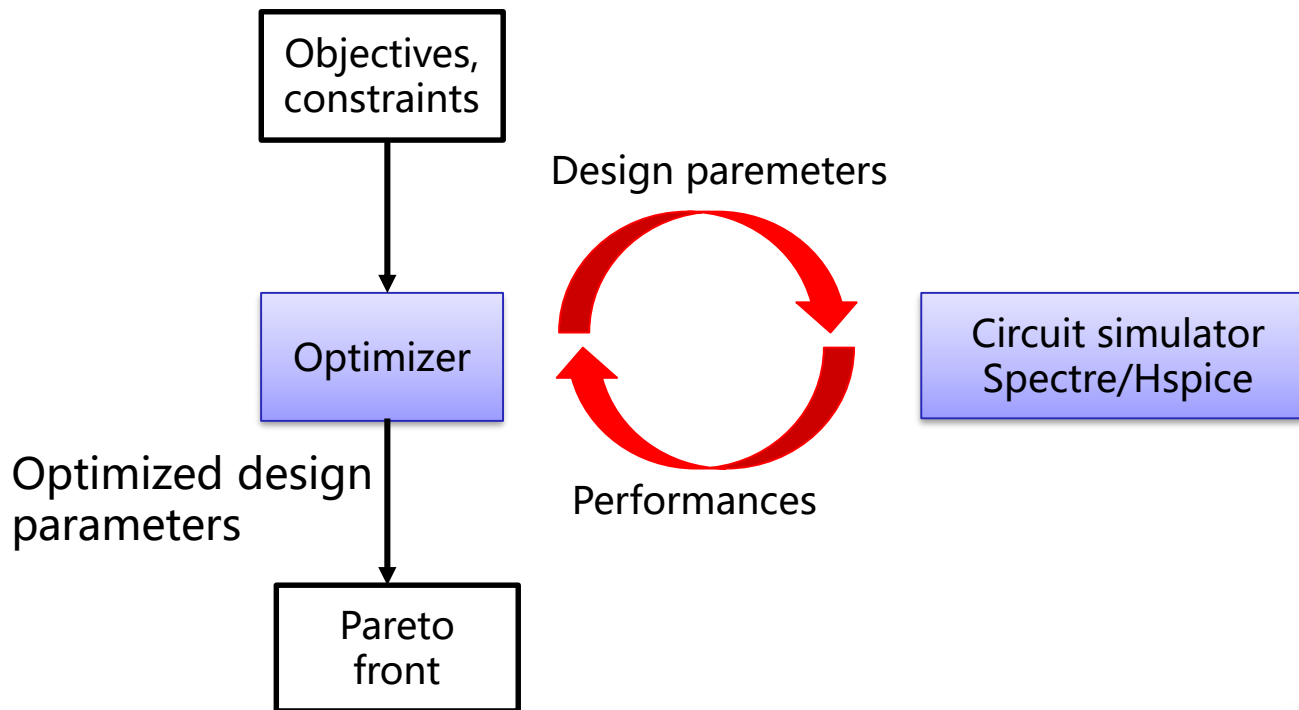 Objectives,
constraints
Design paremeters
Optimizer
Circuit simulator
Spectre/Hspice
Optimized design
parameters
Performances
Pareto
front